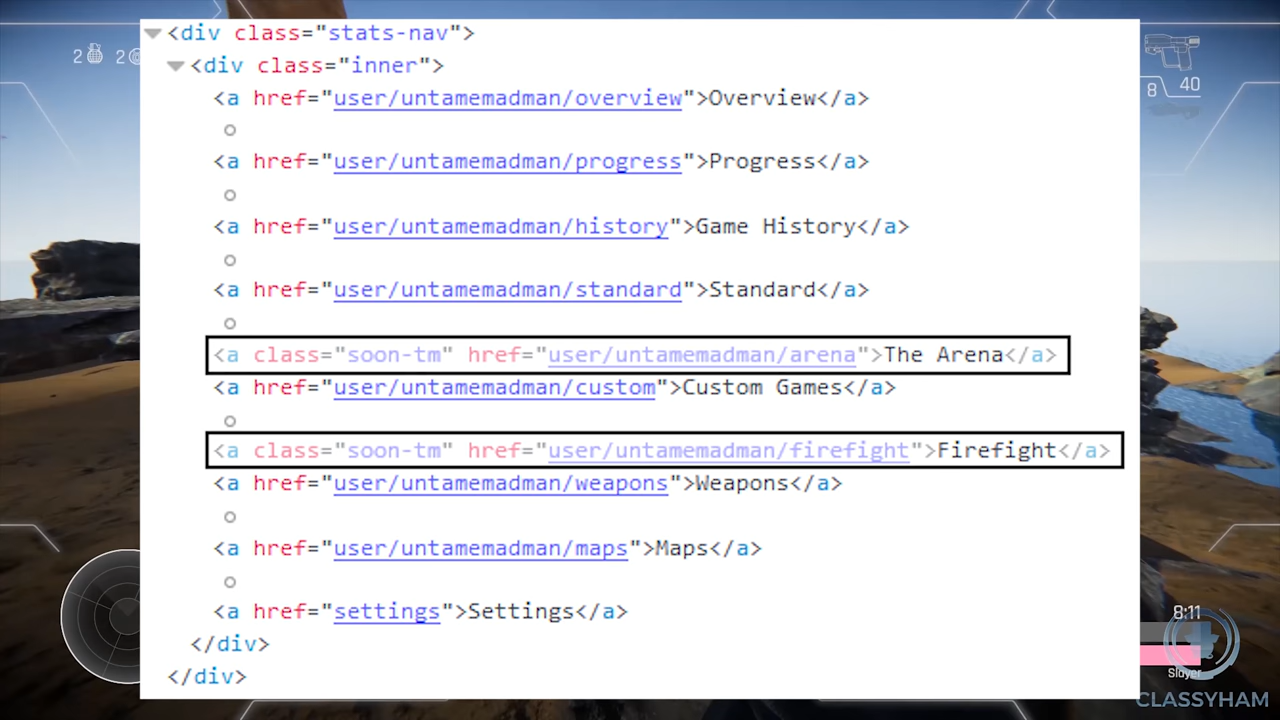 <div class="stats-nav">
<div class="inner">
<a href="user/untamemadman/overview">Overview</a>
<a href="user/untamemadman/progress">Progress</a>
<a href="user/untamemadman/history">Game History</a>
<a href="user/untamemadman/standard">Standard</a>
<a class="soon-tm" href="user/untamemadman/arena">The Arena</a>
<a href="user/untamemadman/custom">Custom Games</a>
<a class="soon-tm" href="user/untamemadman/firefight">Firefight</a>
<a href="user/untamemadman/weapons">Weapons</a>
<a href="user/untamemadman/maps">Maps</a>
<a href="settings">Settings</a>
</div>
</div>
2 2
8 40
8:11
Slayer
CLASSYHAM